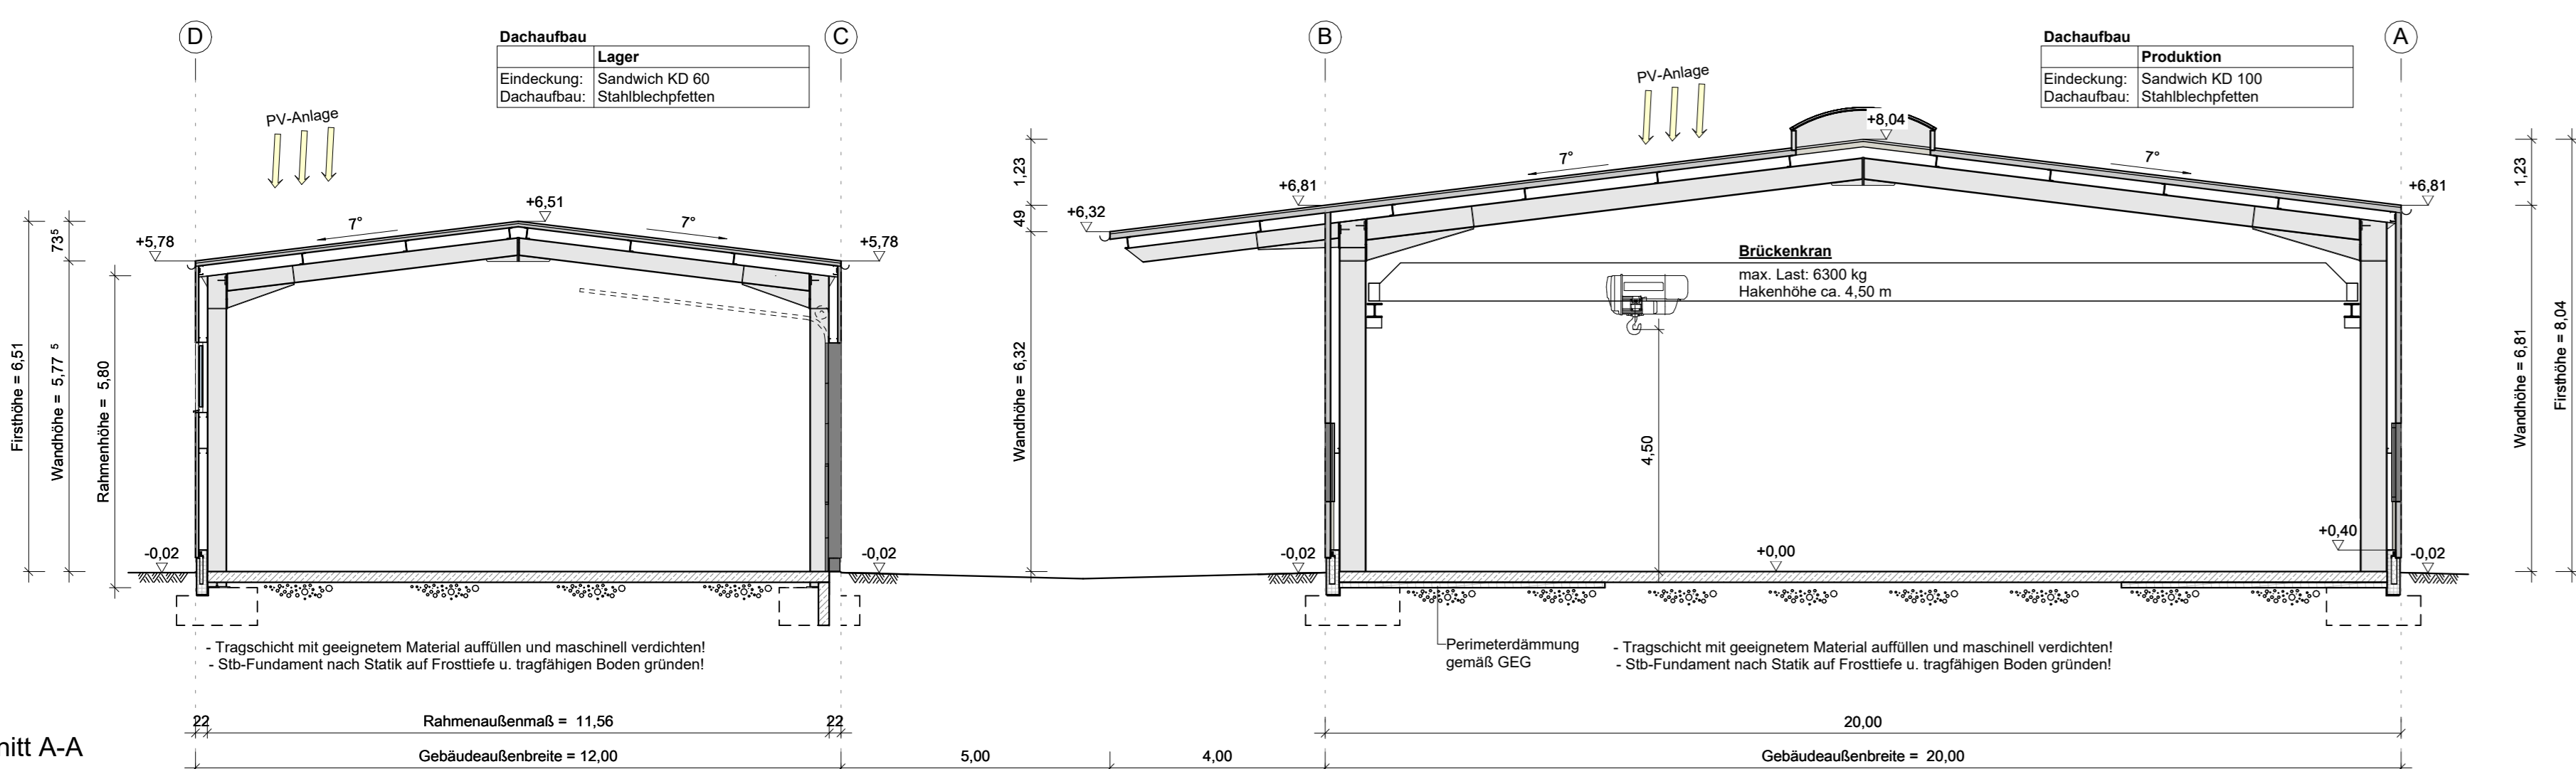 D
C
B
A
Dachaufbau
Lager
Eindeckung: Sandwich KD 60
Dachaufbau: Stahlblechpfetten
Dachaufbau
Produktion
Eindeckung: Sandwich KD 100
Dachaufbau: Stahlblechpfetten
PV-Anlage
PV-Anlage
+6,51
7°
7°
+5,78
+5,78
Firsthöhe = 6,51
73⁵
Wandhöhe = 5,77 ⁵
Rahmenhöhe = 5,80
-0,02
-0,02
1,23
49
Wandhöhe = 6,32
+6,32
+6,81
+8,04
7°
7°
+6,81
Brückenkran
max. Last: 6300 kg
Hakenhöhe ca. 4,50 m
4,50
-0,02
+0,00
+0,40
-0,02
1,23
Wandhöhe = 6,81
Firsthöhe = 8,04
- Tragschicht mit geeignetem Material auffüllen und maschinell verdichten!
- Stb-Fundament nach Statik auf Frosttiefe u. tragfähigen Boden gründen!
Perimeterdämmung
gemäß GEG
- Tragschicht mit geeignetem Material auffüllen und maschinell verdichten!
- Stb-Fundament nach Statik auf Frosttiefe u. tragfähigen Boden gründen!
22
Rahmenaußenmaß = 11,56
22
20,00
nitt A-A
Gebäudeaußenbreite = 12,00
5,00
4,00
Gebäudeaußenbreite = 20,00